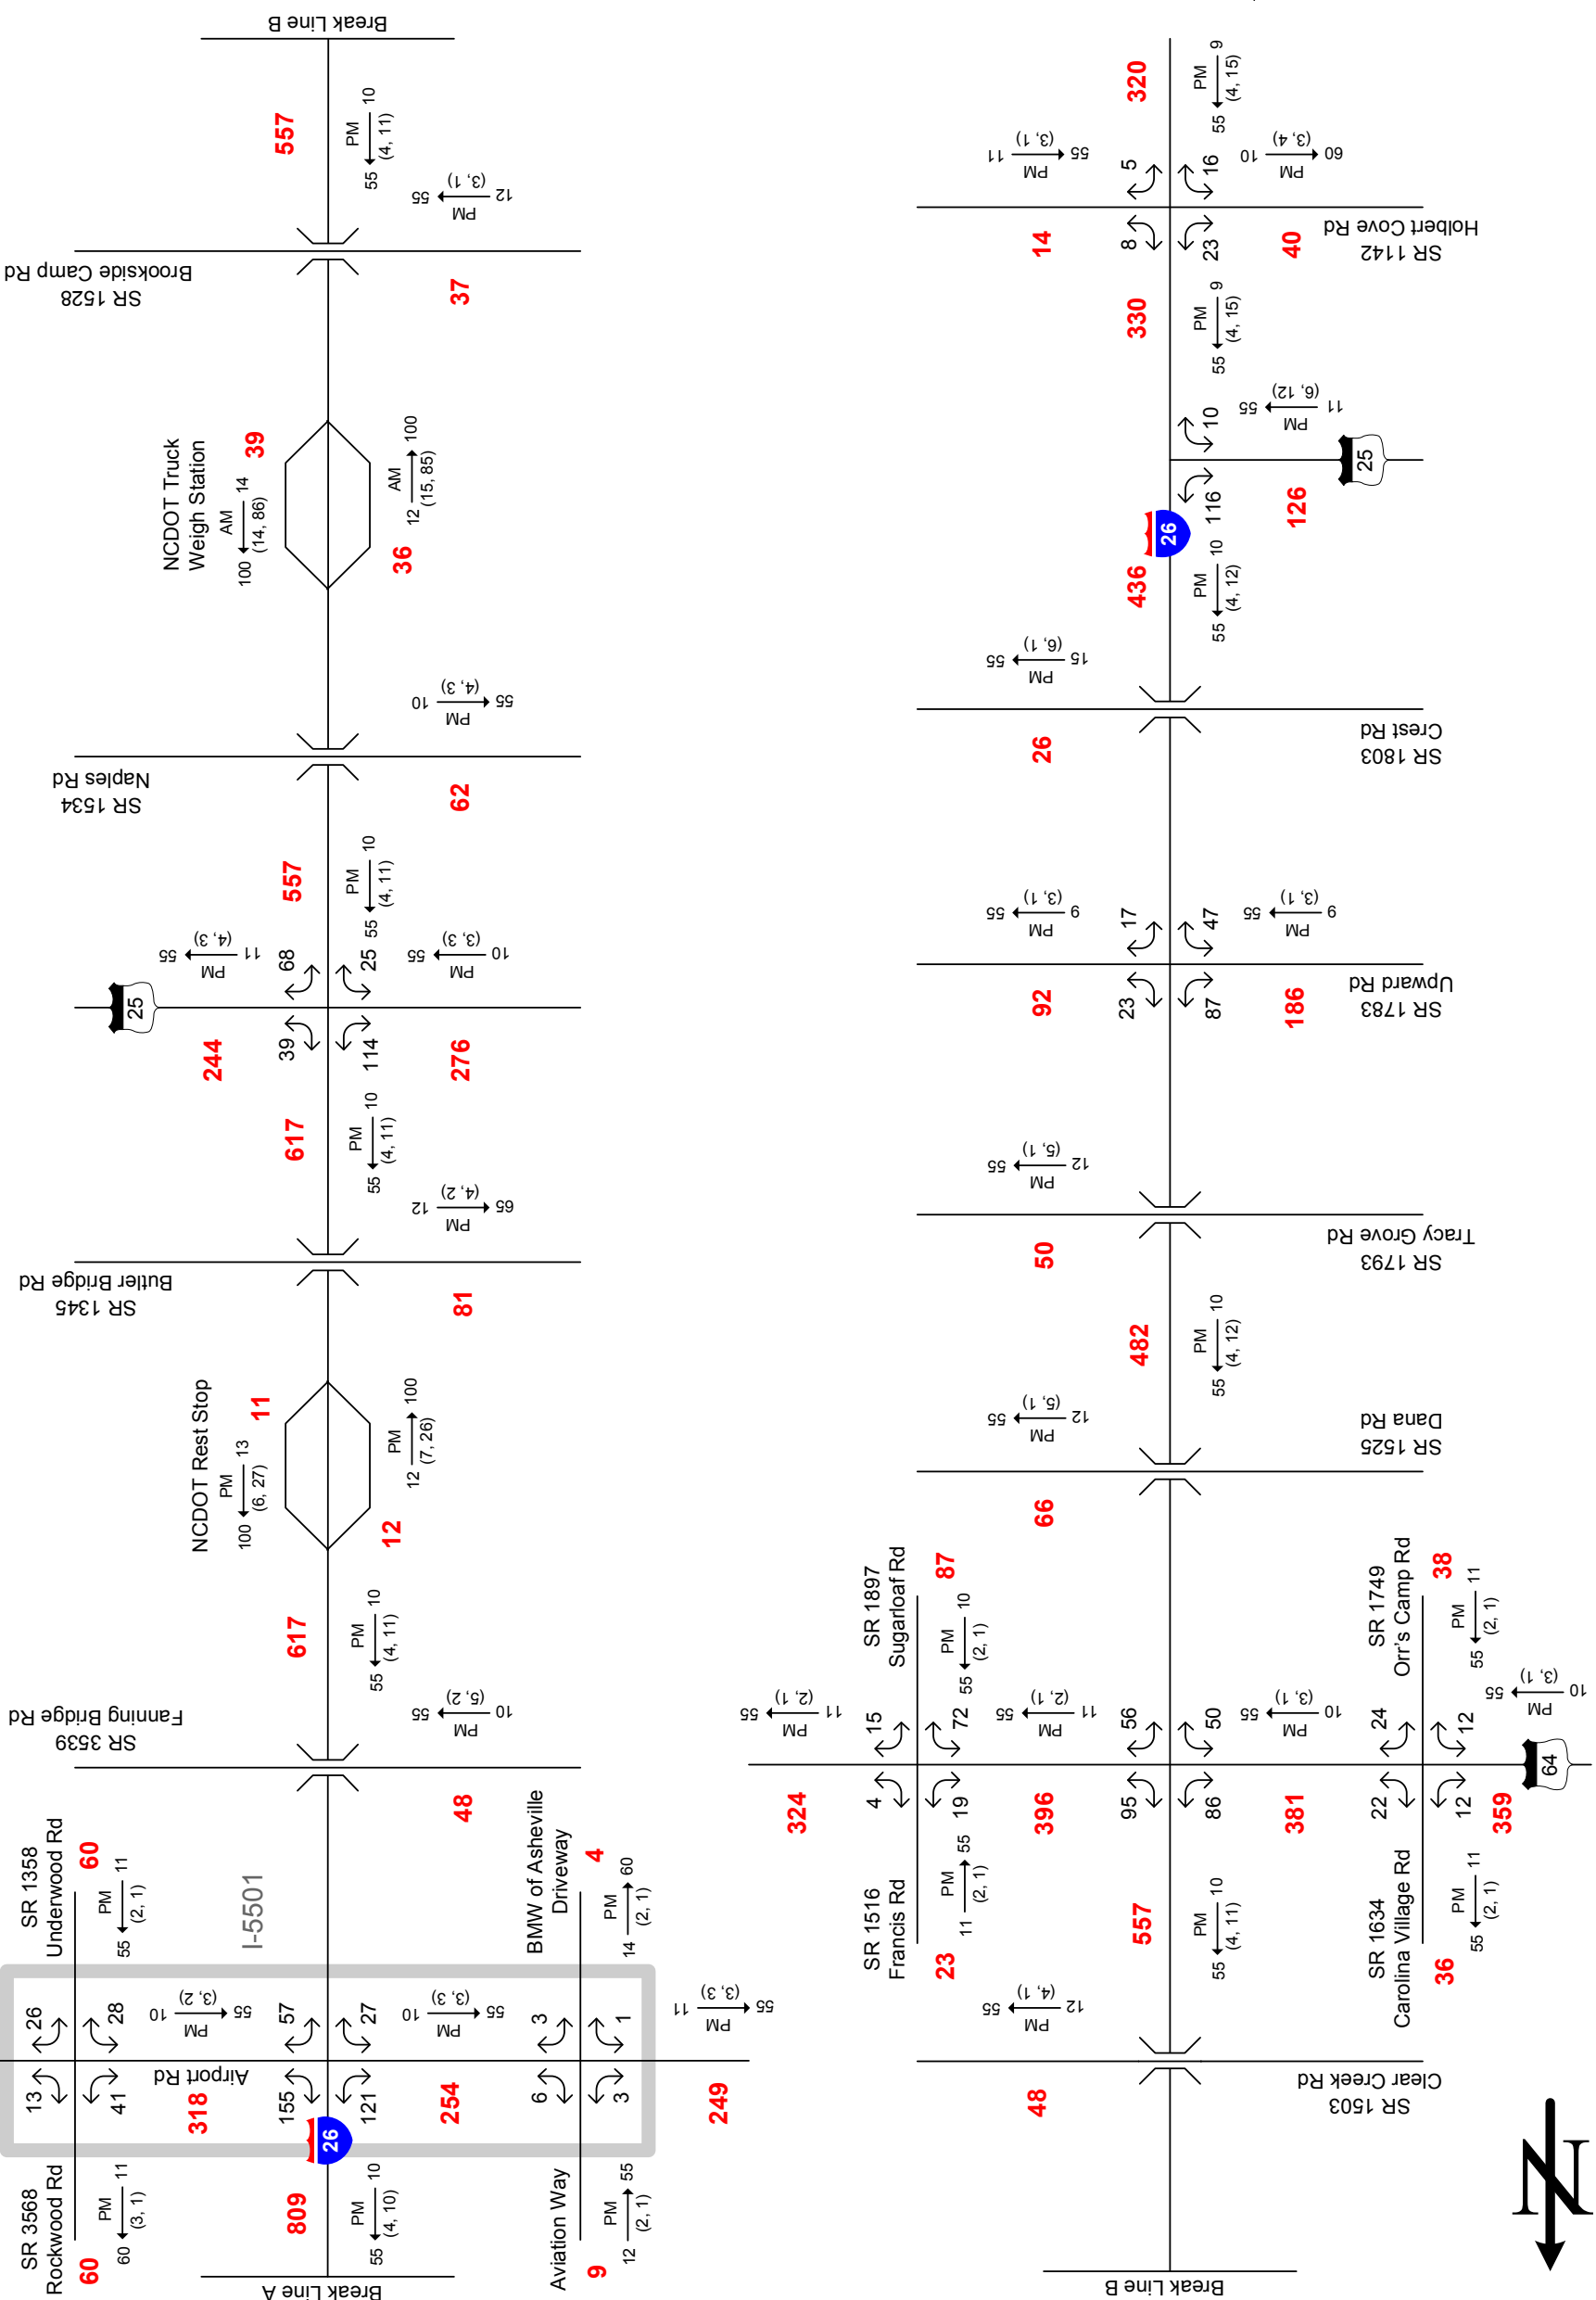 Break Line B
557
PM
55 10
(4, 11)
PM
12 55
(3, 1)
SR 1528
Brookside Camp Rd
37
NCDOT Truck
Weigh Station
39
AM
100 14
(14, 86)
AM
12 100
(15, 85)
36
PM
55 10
(4, 3)
SR 1534
Naples Rd
62
557
PM
55 10
(4, 11)
PM
11 55
(4, 3)
68
25
PM
10 55
(3, 3)
25
244
39
114
276
617
PM
55 10
(4, 11)
PM
65 12
(4, 2)
SR 1345
Butler Bridge Rd
81
NCDOT Rest Stop
11
PM
100 13
(6, 27)
PM
12 100
(7, 26)
12
617
PM
55 10
(4, 11)
PM
10 55
(5, 2)
SR 3539
Fanning Bridge Rd
48
SR 1358
Underwood Rd
60
PM
55 11
(2, 1)
I-5501
BMW of Asheville
Driveway
4
PM
14 60
(2, 1)
26
28
PM
55 10
(3, 2)
57
27
PM
55 10
(3, 3)
3
1
PM
55 11
(3, 3)
13
41
Airport Rd
318
155
121
254
6
3
249
26
SR 3568
Rockwood Rd
60
PM
60 11
(3, 1)
809
PM
55 10
(4, 10)
Aviation Way
9
PM
12 55
(2, 1)
Break Line A
320
PM
55 9
(4, 15)
PM
55 11
(3, 1)
5
16
PM
60 10
(3, 4)
SR 1142
Holbert Cove Rd
14
8
23
40
330
PM
55 9
(4, 15)
10
PM
11 55
(6, 12)
25
116
126
26
436
PM
55 10
(4, 12)
PM
15 55
(6, 1)
SR 1803
Crest Rd
26
PM
9 55
(3, 1)
17
47
PM
9 55
(3, 1)
SR 1783
Upward Rd
92
23
87
186
PM
12 55
(5, 1)
SR 1793
Tracy Grove Rd
50
482
PM
55 10
(4, 12)
PM
12 55
(5, 1)
SR 1525
Dana Rd
66
SR 1897
Sugarloaf Rd
87
PM
55 10
(2, 1)
SR 1749
Orr's Camp Rd
38
PM
55 11
(2, 1)
PM
11 55
(2, 1)
15
72
PM
11 55
(2, 1)
56
50
PM
10 55
(3, 1)
24
12
PM
10 55
(3, 1)
64
324
4
19
396
95
86
381
22
12
359
SR 1516
Francis Rd
23
PM
11 55
(2, 1)
557
PM
55 10
(4, 11)
SR 1634
Carolina Village Rd
36
PM
55 11
(2, 1)
PM
12 55
(4, 1)
SR 1503
Clear Creek Rd
48
Break Line B
N